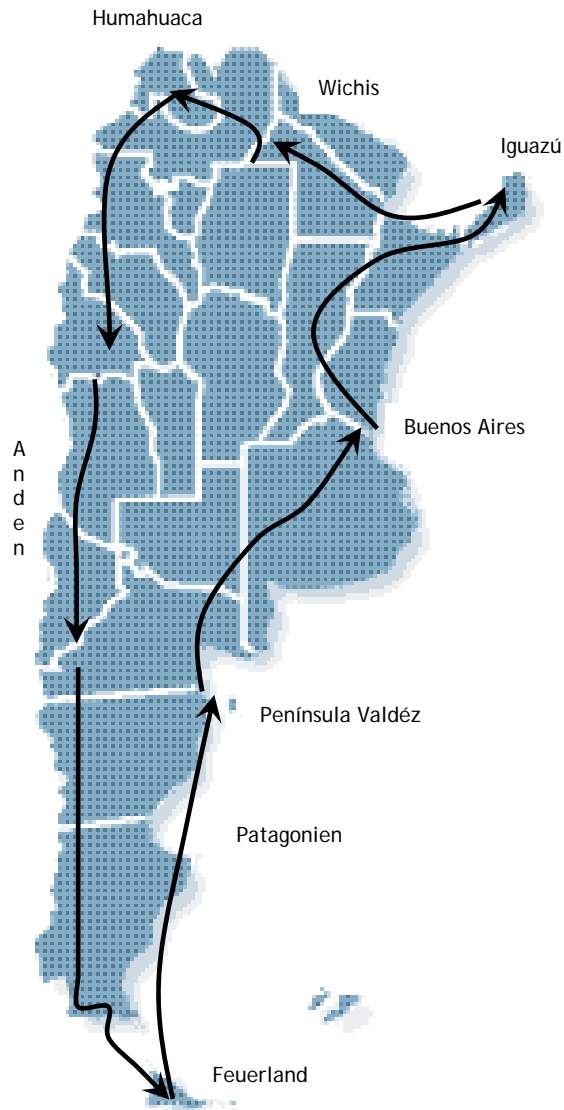 Humahuaca
Wichis
Iguazú
Buenos Aires
A
n
d
e
n
Península Valdéz
Patagonien
Feuerland